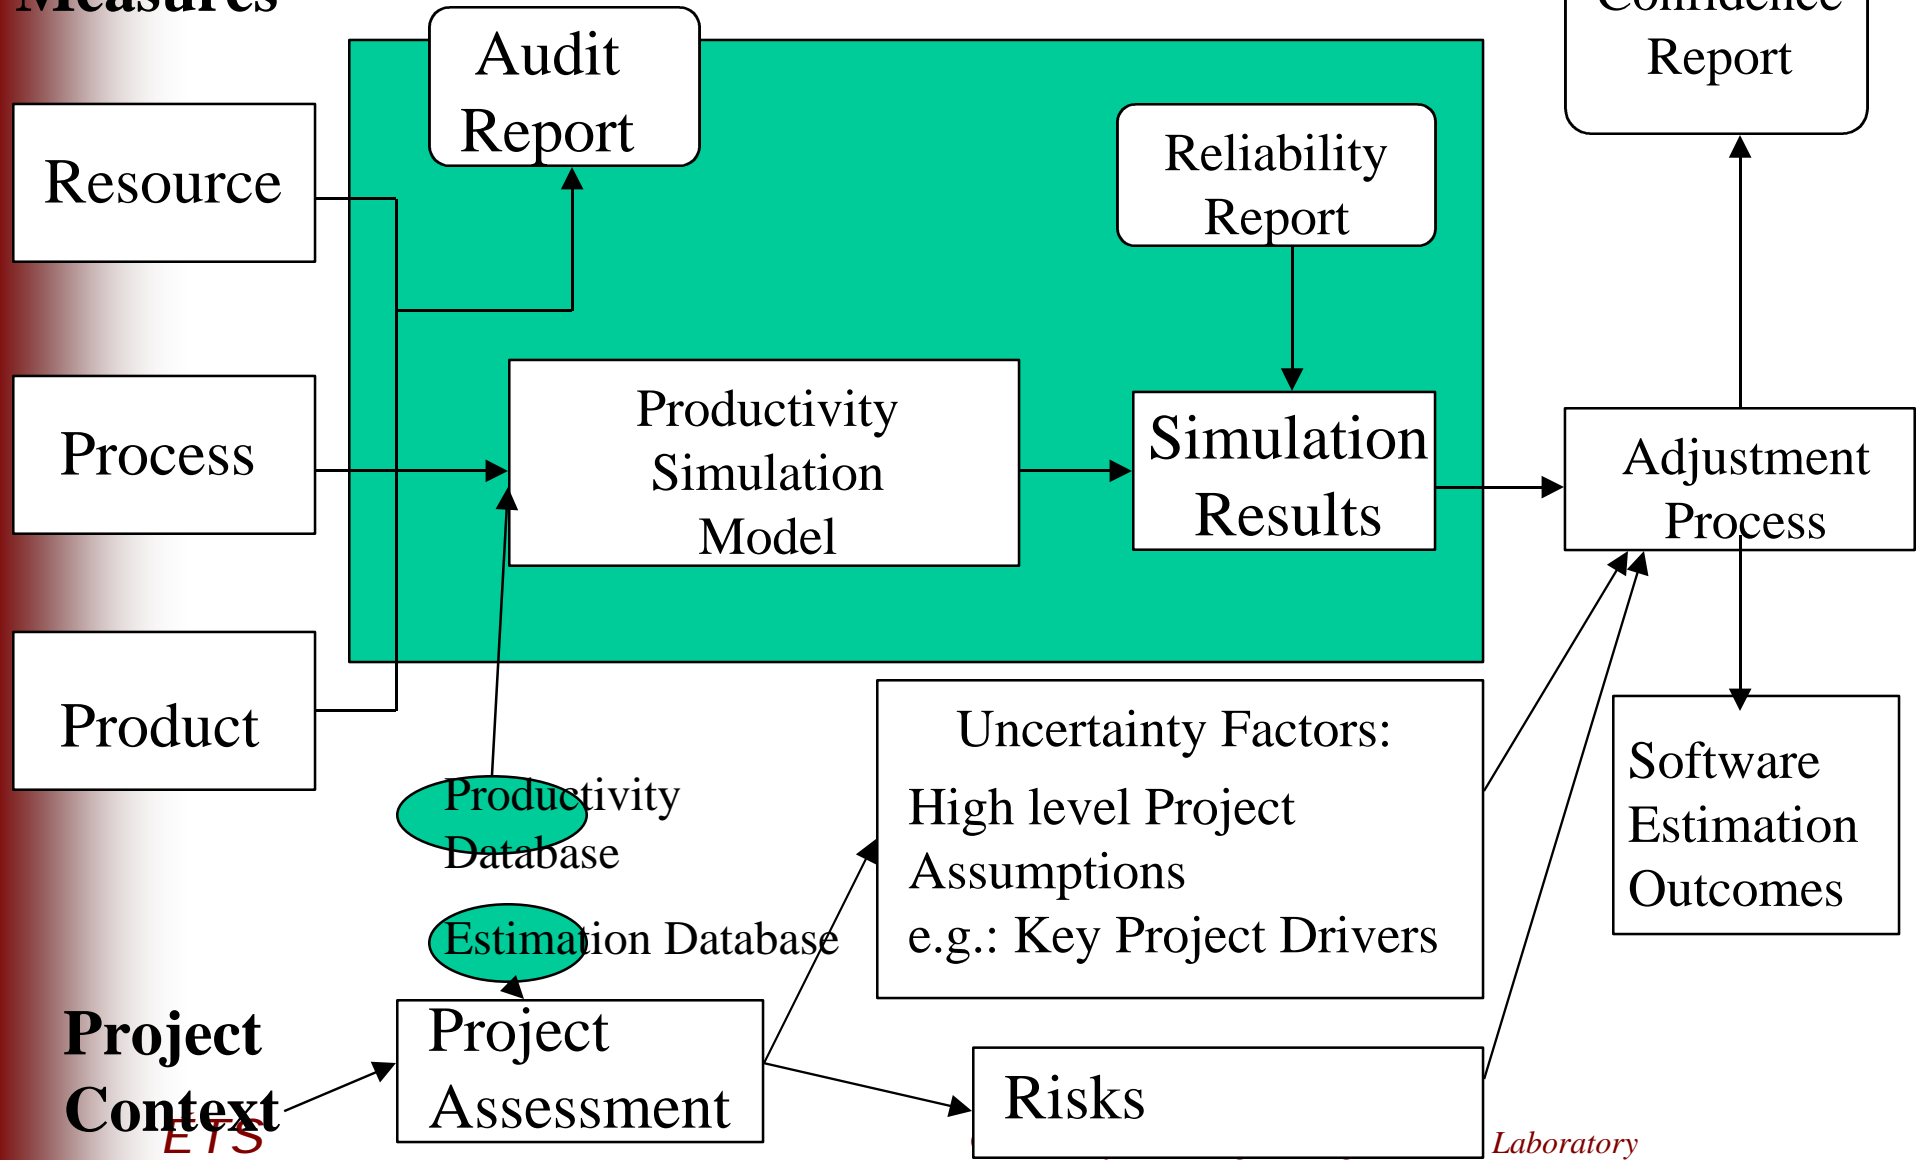 Measures
Audit
Report
Confidence
Report
Resource
Reliability
Report
Process
Productivity
Simulation
Model
Simulation
Results
Adjustment
Process
Product
Uncertainty Factors:
High level Project
Assumptions
e.g.: Key Project Drivers
Software
Estimation
Outcomes
Productivity
Database
Estimation Database
Project
Context
Project
Assessment
Risks
ETS
Laboratory